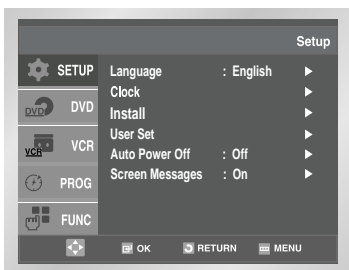 Setup
SETUP
Language : English
Clock
DVD DVD
Install
User Set
VCR VCR
Auto Power Off : Off
Screen Messages : On
PROG
FUNC
OK RETURN MENU